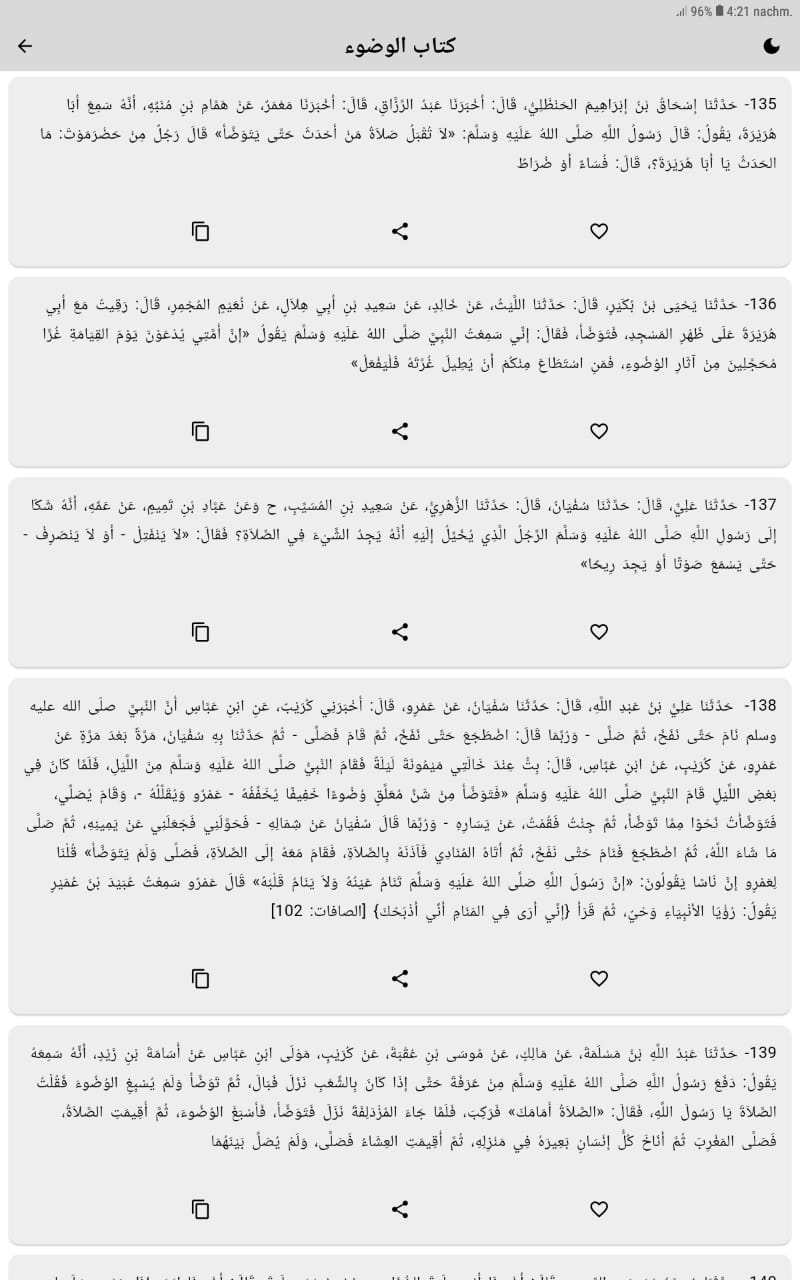 96% 4:21 nachm.
كتاب الوضوء
135- حَدَّثَنَا إِسْحَاقُ بْنُ إِبْرَاهِيمَ الحَنْظَلِيُّ، قَالَ: أَخْبَرَنَا عَبْدُ الرَّزَّاقِ، قَالَ: أَخْبَرَنَا مَعْمَرٌ، عَنْ هَمَّامِ بْنِ مُنَبِّهٍ، أَنَّهُ سَمِعَ أَبَا
هُرَيْرَةَ، يَقُولُ: قَالَ رَسُولُ اللَّهِ صَلَّى اللهُ عَلَيْهِ وَسَلَّمَ: «لاَ تُقْبَلُ صَلاَةُ مَنْ أَحْدَثَ حَتَّى يَتَوَضَّأَ» قَالَ رَجُلٌ مِنْ حَضْرَمَوْتَ: مَا
الحَدَثُ يَا أَبَا هُرَيْرَةَ؟، قَالَ: فُسَاءٌ أَوْ ضُرَاطٌ
136- حَدَّثَنَا يَحْيَى بْنُ بُكَيْرٍ، قَالَ: حَدَّثَنَا اللَّيْثُ، عَنْ خَالِدٍ، عَنْ سَعِيدِ بْنِ أَبِي هِلاَلٍ، عَنْ نُعَيْمٍ المُجْمِرِ، قَالَ: رَقِيتُ مَعَ أَبِي
هُرَيْرَةَ عَلَى ظَهْرِ المَسْجِدِ، فَتَوَضَّأَ، فَقَالَ: إِنِّي سَمِعْتُ النَّبِيَّ صَلَّى اللهُ عَلَيْهِ وَسَلَّمَ يَقُولُ «إِنَّ أُمَّتِي يُدْعَوْنَ يَوْمَ القِيَامَةِ غُرًّا
مُحَجَّلِينَ مِنْ آثَارِ الوُضُوءِ، فَمَنِ اسْتَطَاعَ مِنْكُمْ أَنْ يُطِيلَ غُرَّتَهُ فَلْيَفْعَلْ»
137- حَدَّثَنَا عَلِيٌّ، قَالَ: حَدَّثَنَا سُفْيَانُ، قَالَ: حَدَّثَنَا الزُّهْرِيُّ، عَنْ سَعِيدِ بْنِ المُسَيِّبِ، ح وَعَنْ عَبَّادِ بْنِ تَمِيمٍ، عَنْ عَمِّهِ، أَنَّهُ شَكَا
إِلَى رَسُولِ اللَّهِ صَلَّى اللهُ عَلَيْهِ وَسَلَّمَ الرَّجُلُ الَّذِي يُخَيَّلُ إِلَيْهِ أَنَّهُ يَجِدُ الشَّيْءَ فِي الصَّلاَةِ؟ فَقَالَ: «لاَ يَنْفَتِلْ - أَوْ لاَ يَنْصَرِفْ -
حَتَّى يَسْمَعَ صَوْتًا أَوْ يَجِدَ رِيحًا»
138- حَدَّثَنَا عَلِيُّ بْنُ عَبْدِ اللَّهِ، قَالَ: حَدَّثَنَا سُفْيَانُ، عَنْ عَمْرٍو، قَالَ: أَخْبَرَنِي كُرَيْبٌ، عَنِ ابْنِ عَبَّاسٍ أَنَّ النَّبِيَّ صلّى الله عليه
وسلم نَامَ حَتَّى نَفَخَ، ثُمَّ صَلَّى - وَرُبَّمَا قَالَ: اضْطَجَعَ حَتَّى نَفَخَ، ثُمَّ قَامَ فَصَلَّى - ثُمَّ حَدَّثَنَا بِهِ سُفْيَانُ، مَرَّةً بَعْدَ مَرَّةٍ عَنْ
عَمْرٍو، عَنْ كُرَيْبٍ، عَنِ ابْنِ عَبَّاسٍ، قَالَ: بِتُّ عِنْدَ خَالَتِي مَيْمُونَةَ لَيْلَةً فَقَامَ النَّبِيُّ صَلَّى اللهُ عَلَيْهِ وَسَلَّمَ مِنَ اللَّيْلِ، فَلَمَّا كَانَ فِي
بَعْضِ اللَّيْلِ قَامَ النَّبِيُّ صَلَّى اللهُ عَلَيْهِ وَسَلَّمَ «فَتَوَضَّأَ مِنْ شَنٍّ مُعَلَّقٍ وُضُوءًا خَفِيفًا يُخَفِّفُهُ - عَمْرٌو وَيُقَلِّلُهُ -، وَقَامَ يُصَلِّي،
فَتَوَضَّأْتُ نَحْوًا مِمَّا تَوَضَّأَ، ثُمَّ جِئْتُ فَقُمْتُ، عَنْ يَسَارِهِ - وَرُبَّمَا قَالَ سُفْيَانُ عَنْ شِمَالِهِ - فَحَوَّلَنِي فَجَعَلَنِي عَنْ يَمِينِهِ، ثُمَّ صَلَّى
مَا شَاءَ اللَّهُ، ثُمَّ اضْطَجَعَ فَنَامَ حَتَّى نَفَخَ، ثُمَّ أَتَاهُ المُنَادِي فَآذَنَهُ بِالصَّلاَةِ، فَقَامَ مَعَهُ إِلَى الصَّلاَةِ، فَصَلَّى وَلَمْ يَتَوَضَّأْ» قُلْنَا
لِعَمْرٍو إِنَّ نَاسًا يَقُولُونَ: «إِنَّ رَسُولَ اللَّهِ صَلَّى اللهُ عَلَيْهِ وَسَلَّمَ تَنَامُ عَيْنُهُ وَلاَ يَنَامُ قَلْبُهُ» قَالَ عَمْرٌو سَمِعْتُ عُبَيْدَ بْنَ عُمَيْرٍ
يَقُولُ: رُؤْيَا الأَنْبِيَاءِ وَحْيٌ، ثُمَّ قَرَأَ {إِنِّي أَرَى فِي المَنَامِ أَنِّي أَذْبَحُكَ} [الصافات: 102]
139- حَدَّثَنَا عَبْدُ اللَّهِ بْنُ مَسْلَمَةَ، عَنْ مَالِكٍ، عَنْ مُوسَى بْنِ عُقْبَةَ، عَنْ كُرَيْبٍ، مَوْلَى ابْنِ عَبَّاسٍ عَنْ أُسَامَةَ بْنِ زَيْدٍ، أَنَّهُ سَمِعَهُ
يَقُولُ: دَفَعَ رَسُولُ اللَّهِ صَلَّى اللهُ عَلَيْهِ وَسَلَّمَ مِنْ عَرَفَةَ حَتَّى إِذَا كَانَ بِالشِّعْبِ نَزَلَ فَبَالَ، ثُمَّ تَوَضَّأَ وَلَمْ يُسْبِغِ الوُضُوءَ فَقُلْتُ
الصَّلاَةَ يَا رَسُولَ اللَّهِ، فَقَالَ: «الصَّلاَةُ أَمَامَكَ» فَرَكِبَ، فَلَمَّا جَاءَ المُزْدَلِفَةَ نَزَلَ فَتَوَضَّأَ، فَأَسْبَغَ الوُضُوءَ، ثُمَّ أُقِيمَتِ الصَّلاَةُ،
فَصَلَّى المَغْرِبَ ثُمَّ أَنَاخَ كُلُّ إِنْسَانٍ بَعِيرَهُ فِي مَنْزِلِهِ، ثُمَّ أُقِيمَتِ العِشَاءُ فَصَلَّى، وَلَمْ يُصَلِّ بَيْنَهُمَا